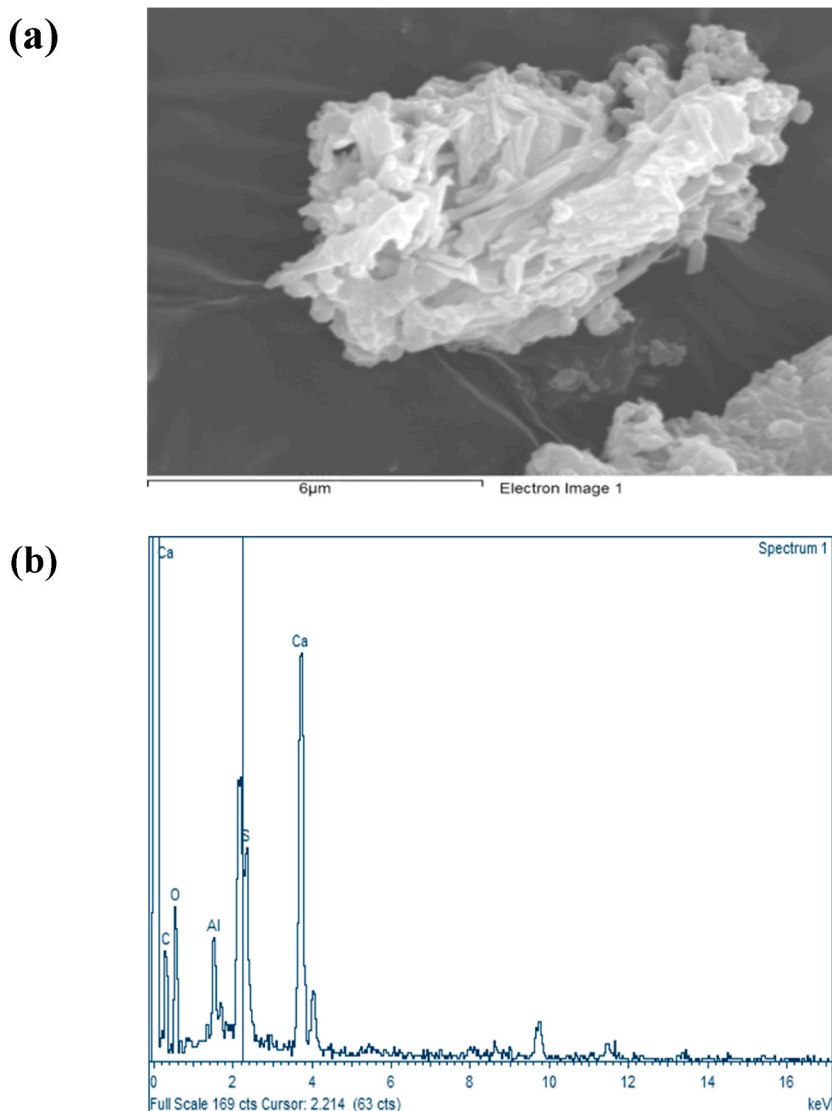 (a)
6μm Electron Image 1
(b)
Ca Spectrum 1
Ca
S
O
Al
C
0 2 4 6 8 10 12 14 16
Full Scale 169 cts Cursor: 2.214 (63 cts) keV